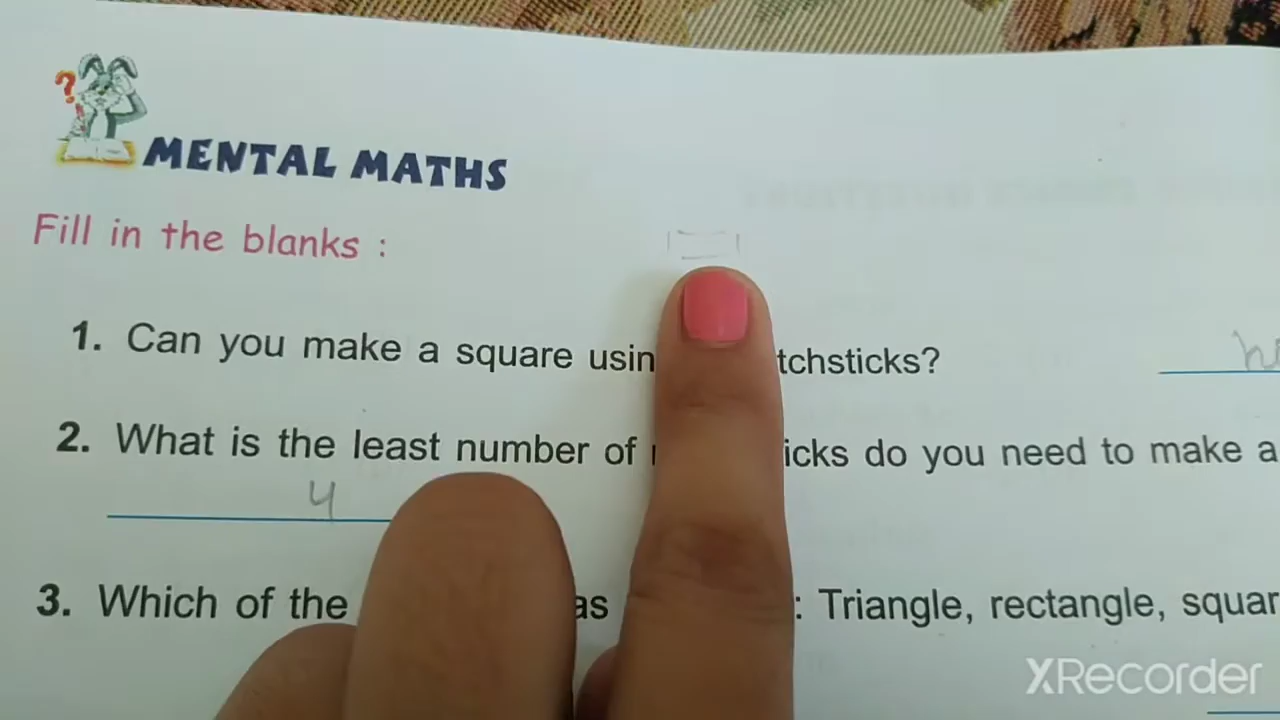 ?
MENTAL MATHS
Fill in the blanks :
1. Can you make a square usin tchsticks?
2. What is the least number of icks do you need to make a
4
3. Which of the as : Triangle, rectangle, squar
XRecorder